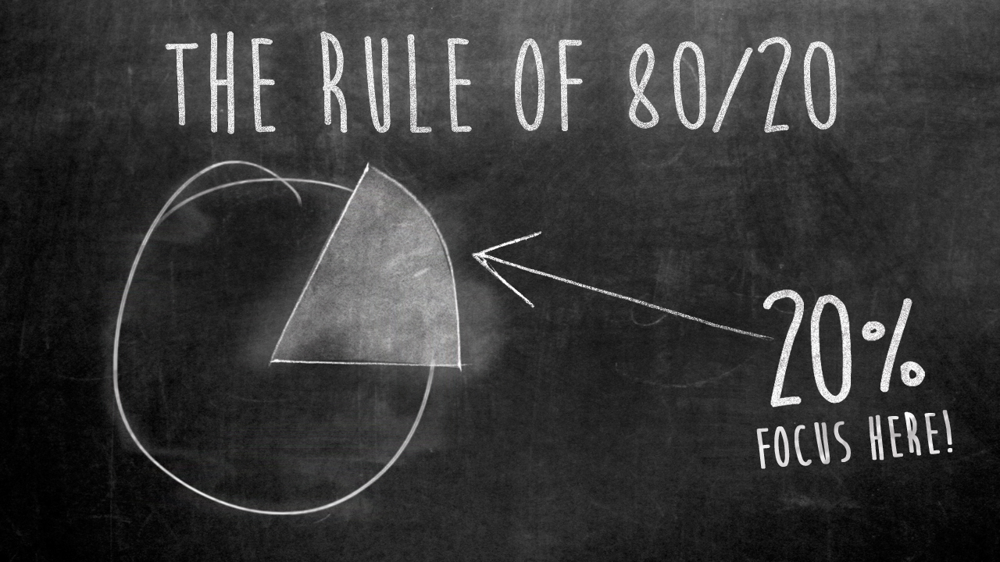 THE RULE OF 80/20
20%
FOCUS HERE!